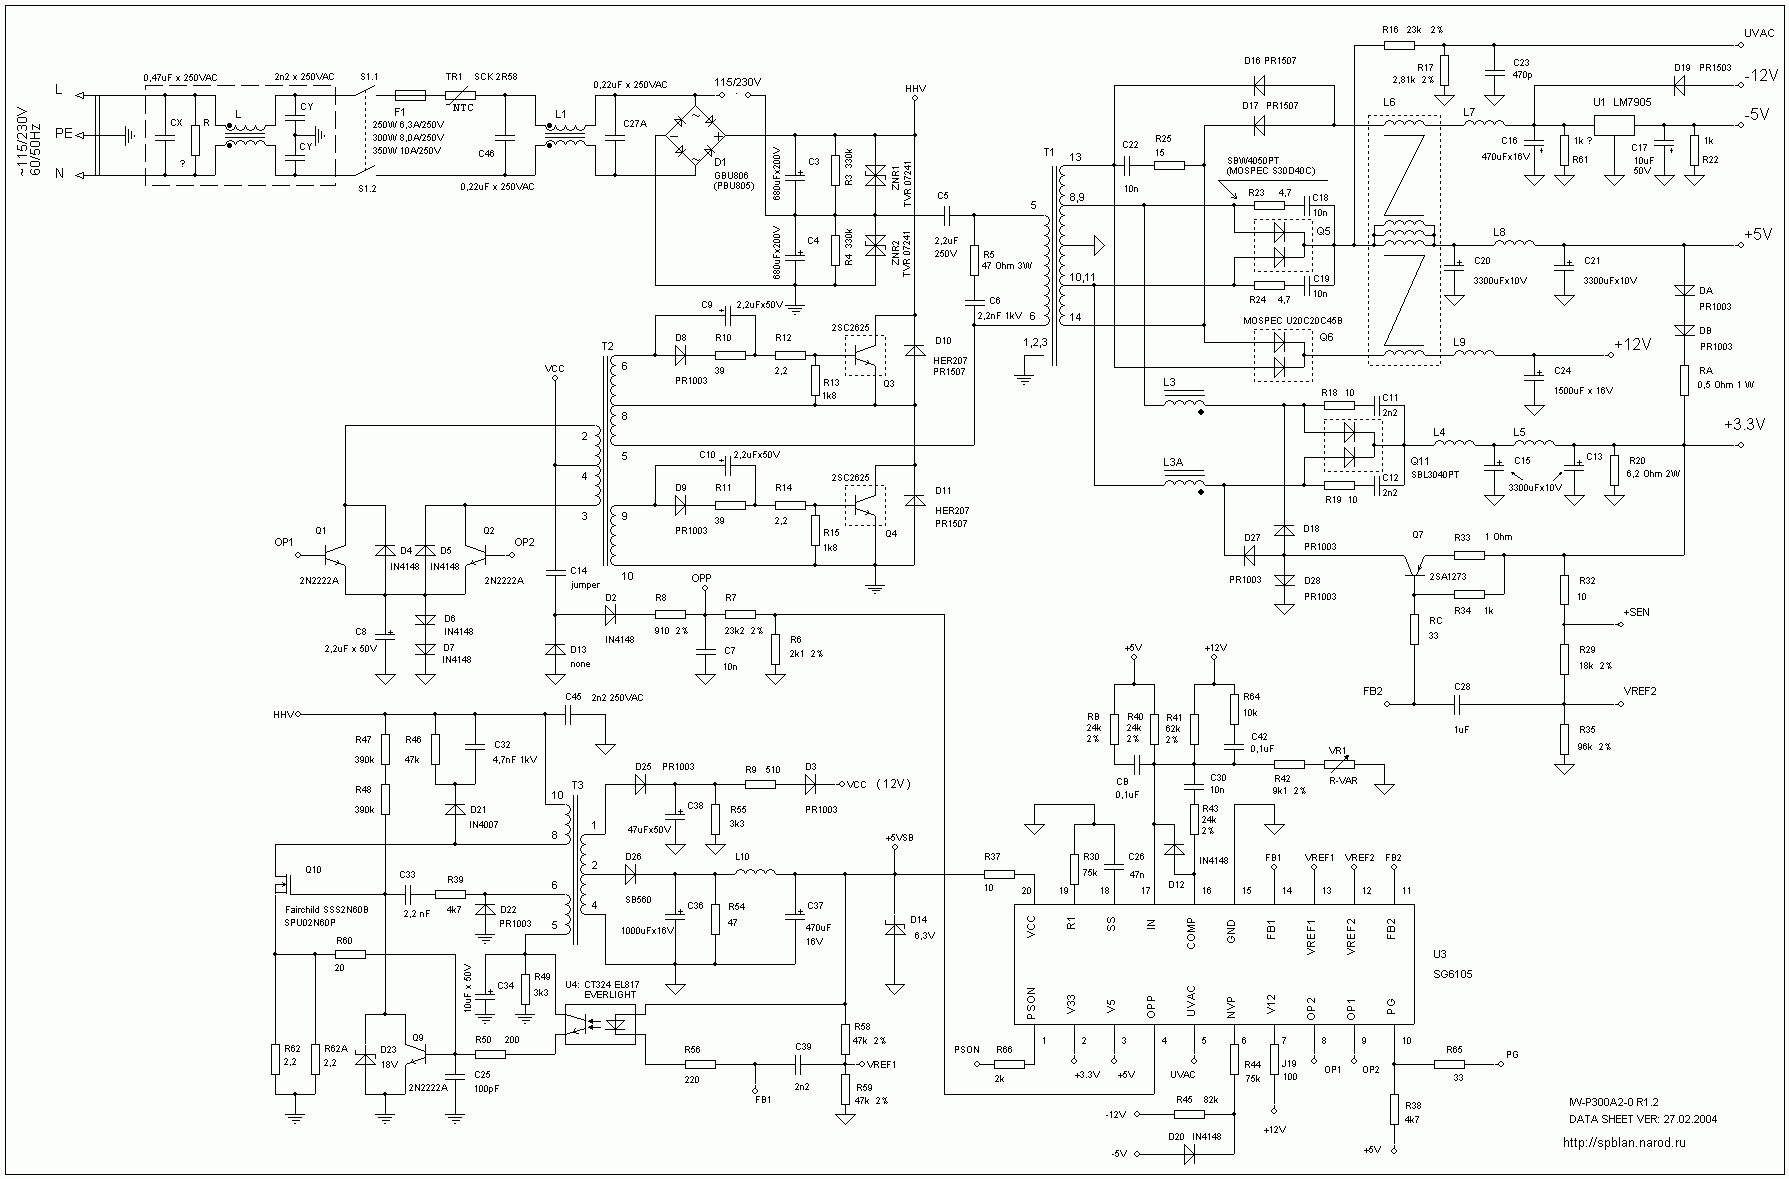 ~115/230V
60/50Hz
L
PE
N
0,47uF x 250VAC
CX
R
?
L
2n2 x 250VAC
CY
CY
S1.1
S1.2
F1
250W 6,3A/250V
300W 8,0A/250V
350W 10A/250V
TR1
SCK 2R58
NTC
C46
0,22uF x 250VAC
L1
0,22uF x 250VAC
C27A
115/230V
D1
GBU806
(PBU805)
680uFx200V
C3
R3 330k
ZNR1
TVR 07241
680uFx200V
C4
R4 330k
ZNR2
TVR 07241
HHV
C5
2,2uF
250V
R5
47 Ohm 3W
C6
2,2nF 1kV
T1
5
6
1,2,3
13
8,9
10,11
14
C22
10n
R25
15
D16 PR1507
D17 PR1507
SBW4050PT
(MOSPEC S30D40C)
R23 4,7
C18
10n
Q5
C19
10n
R24 4,7
MOSPEC U20C20C45B
Q6
R16 23k 2%
R17
2,81k 2%
C23
470p
UVAC
D19 PR1503
-12V
L6
L7
U1 LM7905
-5V
C16
470uFx16V
1k ?
R61
C17
10uF
50V
1k
R22
L8
+5V
C20
3300uFx10V
C21
3300uFx10V
DA
PR1003
DB
PR1003
RA
0,5 Ohm 1 W
L9
+12V
C24
1500uF x 16V
L3
L3A
R18 10
C11
2n2
Q11
SBL3040PT
C12
2n2
R19 10
L4
L5
+3.3V
C15
C13
3300uFx10V
R20
6,2 Ohm 2W
D27
PR1003
D18
PR1003
D28
PR1003
Q7
2SA1273
R33 1 Ohm
R34 1k
RC
33
R32
10
+SEN
R29
18k 2%
FB2
C28
1uF
VREF2
R35
96k 2%
C9 2,2uFx50V
T2
6
8
5
9
10
2
4
3
D8
PR1003
R10
39
R12
2,2
R13
1k8
2SC2625
Q3
D10
HER207
PR1507
C10 2,2uFx50V
D9
PR1003
R11
39
R14
2,2
R15
1k8
2SC2625
Q4
D11
HER207
PR1507
VCC
OP1
Q1
2N2222A
D4
IN4148
D5
IN4148
Q2
OP2
2N2222A
C8
2,2uF x 50V
D6
IN4148
D7
IN4148
C14
jumper
D13
none
D2
IN4148
R8
910 2%
OPP
R7
23k2 2%
C7
10n
R6
2k1 2%
HHV
C45 2n2 250VAC
R47
390k
R48
390k
R46
47k
C32
4,7nF 1kV
D21
IN4007
T3
10
8
6
5
1
2
4
D25 PR1003
R9 510
D3
PR1003
VCC (12V)
C38
47uFx50V
R55
3k3
D26
SB560
L10
+5VSB
C36
1000uFx16V
R54
47
C37
470uF
16V
D14
6,3V
Q10
Fairchild SSS2N60B
SPU02N60P
C33
2,2 nF
R39
4k7
D22
PR1003
R60
20
10uF x 50V
C34
R49
3k3
U4: CT324 EL817
EVERLIGHT
R62
2,2
R62A
2,2
D23
18V
Q9
2N2222A
R50 200
C25
100pF
R56
220
C39
2n2
FB1
R58
47k 2%
VREF1
R59
47k 2%
R37
10
+5V
+12V
RB
24k
2%
R40
24k
2%
R41
62k
2%
R64
10k
C42
0,1uF
CB
0,1uF
C30
10n
R42
9k1 2%
VR1
R-VAR
R43
24k
2%
R30
75k
C26
47n
D12
IN4148
FB1
VREF1
VREF2
FB2
20
19
18
17
16
15
14
13
12
11
VCC
R1
SS
IN
COMP
GND
FB1
VREF1
VREF2
FB2
U3
SG6105
PSON
V33
V5
OPP
UVAC
NVP
V12
OP2
OP1
PG
1
2
3
4
5
6
7
8
9
10
PSON
R66
2k
+3.3V
+5V
UVAC
R44
75k
J19
100
OP1
OP2
R65
33
PG
-12V
R45 82k
+12V
R38
4k7
+5V
D20 IN4148
-5V
IW-P300A2-0 R1.2
DATA SHEET VER: 27.02.2004
http://spblan.narod.ru